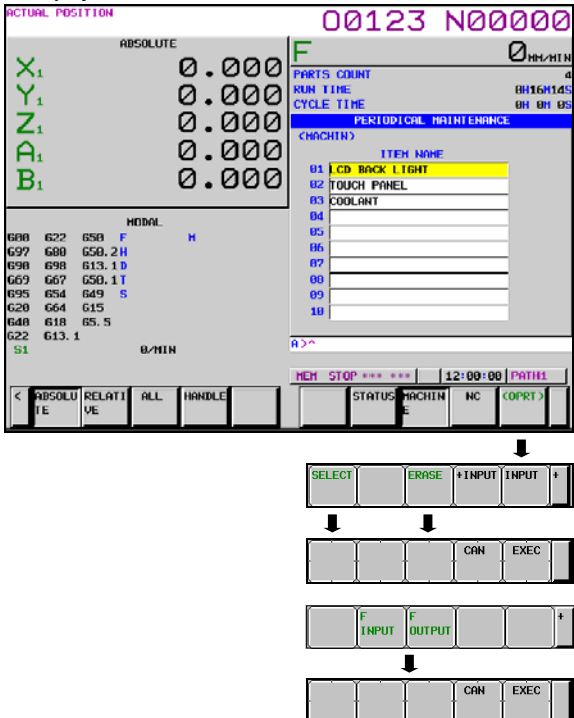 ACTUAL POSITION
O0123 N00000
ABSOLUTE
X1 0.000
Y1 0.000
Z1 0.000
A1 0.000
B1 0.000
F 0MM/MIN
PARTS COUNT 4
RUN TIME 0H16M14S
CYCLE TIME 0H 0M 0S
PERIODICAL MAINTENANCE
(MACHIN)
ITEM NAME
01 LCD BACK LIGHT
02 TOUCH PANEL
03 COOLANT
04
05
06
07
08
09
10
MODAL
G00 G22 G50 F M
G97 G80 G50.2 H
G90 G98 G13.1 D
G69 G67 G50.1 T
G95 G54 G49 S
G20 G64 G15
G40 G18 G5.5
G22 G13.1
S1 0/MIN
A>^
MEM STOP *** *** 12:00:00 PATH1
< ABSOLU RELATI ALL HANDLE STATUS MACHIN NC (OPRT)
TE VE E
SELECT ERASE +INPUT INPUT +
CAN EXEC
F F +
INPUT OUTPUT
CAN EXEC